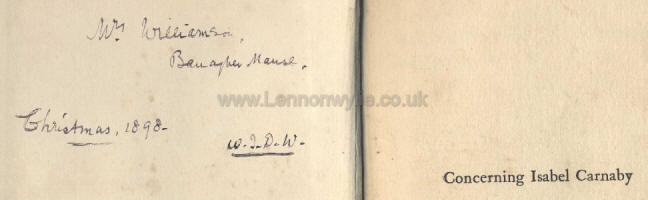 Mrs Williamson,
Banagher Manse.
www.Lennonwylie.co.uk
Christmas, 1898-
W-J-D-W-
Concerning Isabel Carnaby